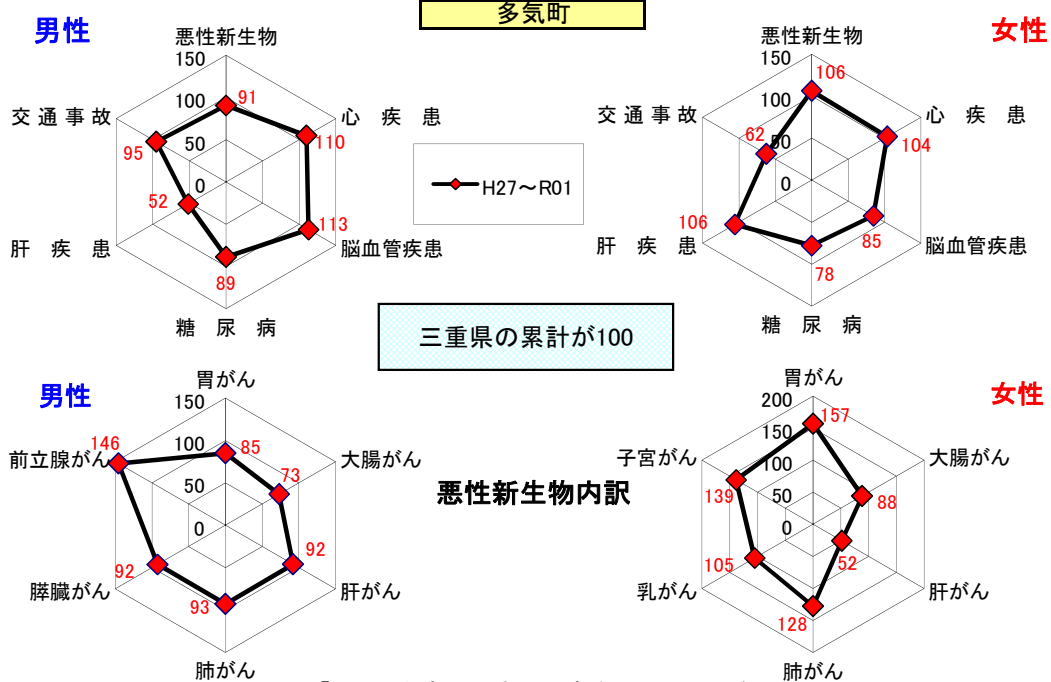 多気町
男性
悪性新生物
150
100
50
0
91
心疾患
110
脳血管疾患
113
糖尿病
89
肝疾患
52
交通事故
95
H27～R01
女性
悪性新生物
150
100
50
0
106
心疾患
104
脳血管疾患
85
糖尿病
78
肝疾患
106
交通事故
62
三重県の累計が100
悪性新生物内訳
男性
胃がん
150
100
50
0
85
大腸がん
73
肝がん
92
肺がん
93
膵臓がん
92
前立腺がん
146
女性
胃がん
200
150
100
50
0
157
大腸がん
88
肝がん
52
肺がん
128
乳がん
105
子宮がん
139